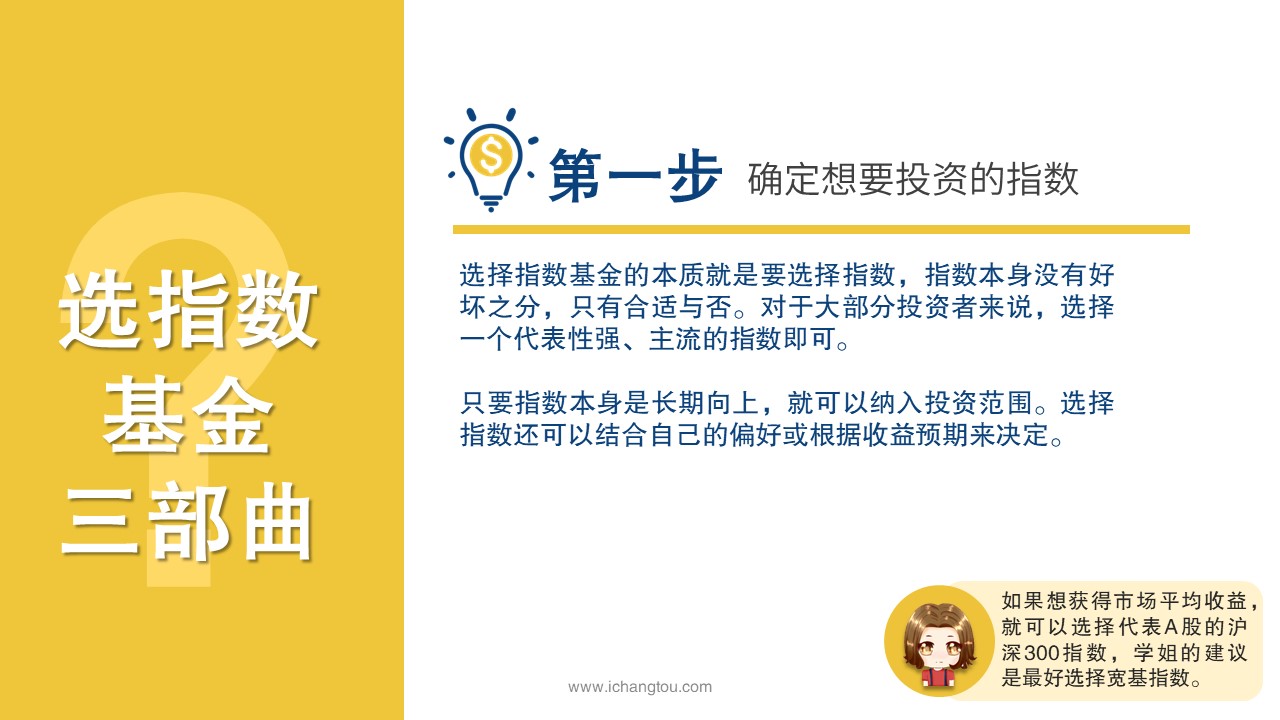 选指数
基金
三部曲
第一步 确定想要投资的指数
选择指数基金的本质就是要选择指数，指数本身没有好
坏之分，只有合适与否。对于大部分投资者来说，选择
一个代表性强、主流的指数即可。
只要指数本身是长期向上，就可以纳入投资范围。选择
指数还可以结合自己的偏好或根据收益预期来决定。
如果想获得市场平均收益，
就可以选择代表A股的沪
深300指数，学姐的建议
是最好选择宽基指数。
www.ichangtou.com